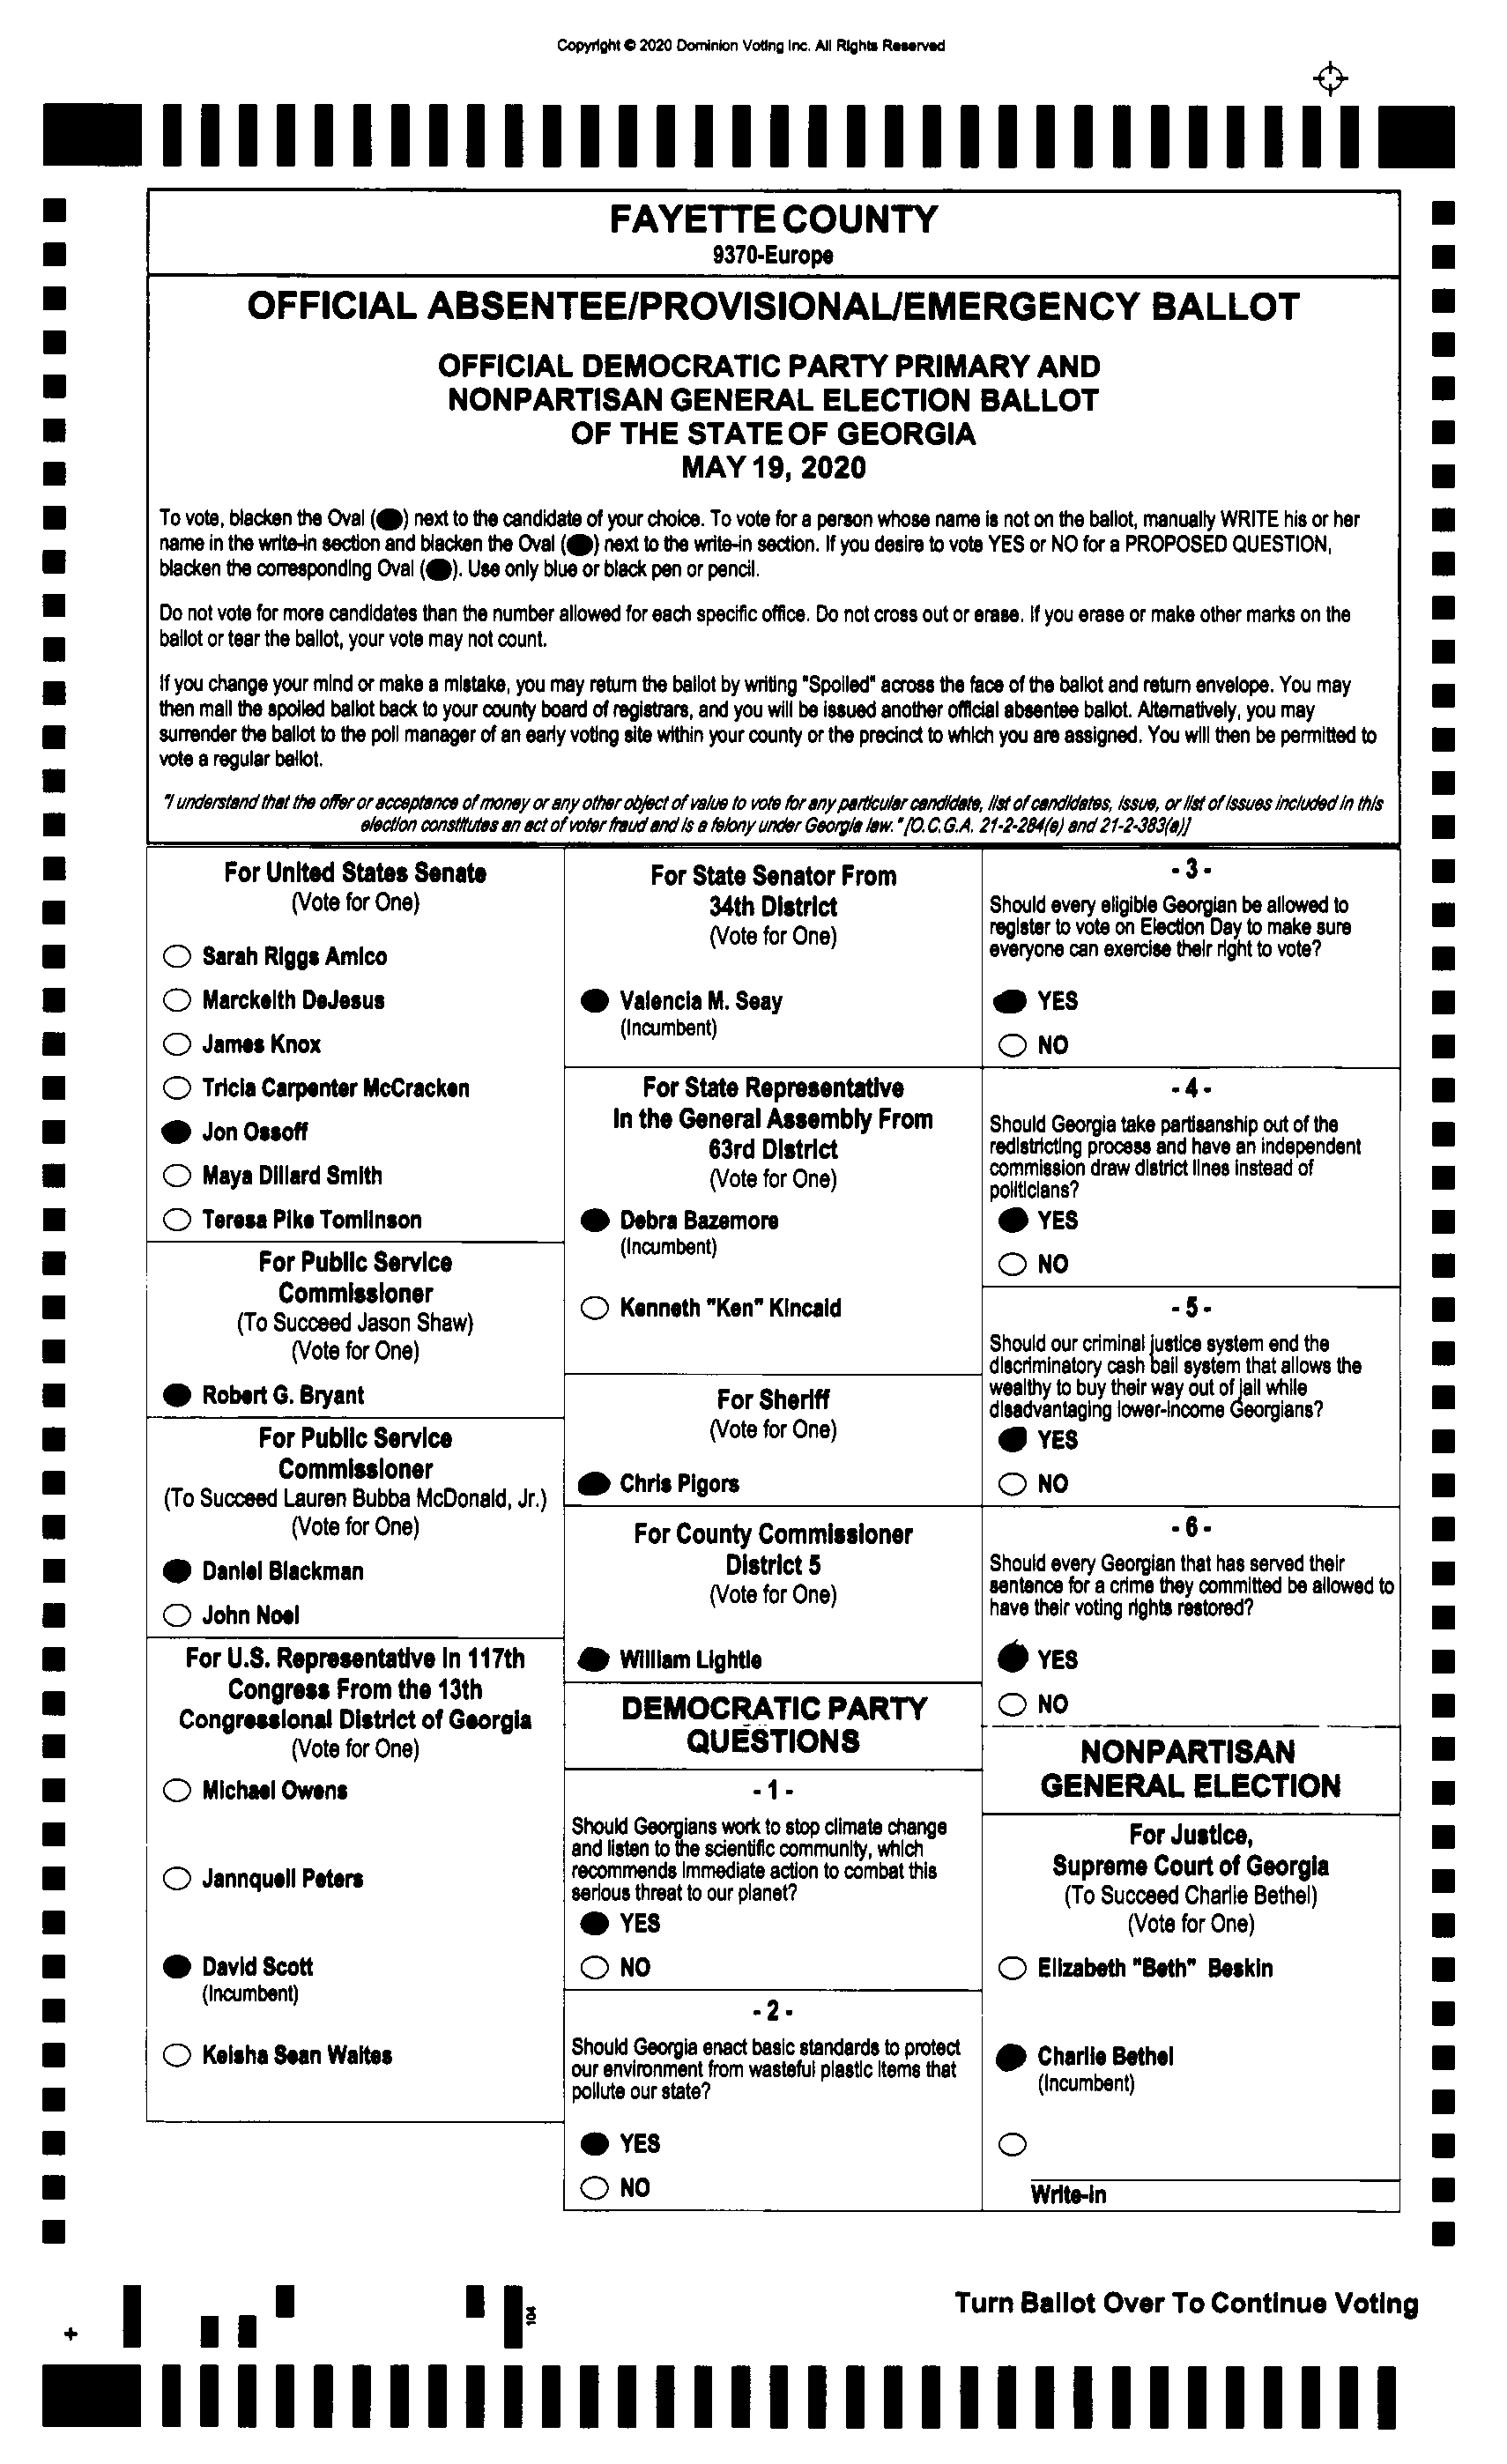 Copyright © 2020 Dominion Voting Inc. All Rights Reserved
FAYETTE COUNTY
9370-Europe
OFFICIAL ABSENTEE/PROVISIONAL/EMERGENCY BALLOT
OFFICIAL DEMOCRATIC PARTY PRIMARY AND
NONPARTISAN GENERAL ELECTION BALLOT
OF THE STATE OF GEORGIA
MAY 19, 2020
To vote, blacken the Oval (⬬) next to the candidate of your choice. To vote for a person whose name is not on the ballot, manually WRITE his or her
name in the write-in section and blacken the Oval (⬬) next to the write-in section. If you desire to vote YES or NO for a PROPOSED QUESTION,
blacken the corresponding Oval (⬬). Use only blue or black pen or pencil.
Do not vote for more candidates than the number allowed for each specific office. Do not cross out or erase. If you erase or make other marks on the
ballot or tear the ballot, your vote may not count.
If you change your mind or make a mistake, you may return the ballot by writing "Spoiled" across the face of the ballot and return envelope. You may
then mail the spoiled ballot back to your county board of registrars, and you will be issued another official absentee ballot. Alternatively, you may
surrender the ballot to the poll manager of an early voting site within your county or the precinct to which you are assigned. You will then be permitted to
vote a regular ballot.
"I understand that the offer or acceptance of money or any other object of value to vote for any particular candidate, list of candidates, issue, or list of issues included in this
election constitutes an act of voter fraud and is a felony under Georgia law." [O.C.G.A. 21-2-284(e) and 21-2-383(a)]
For United States Senate
(Vote for One)
Sarah Riggs Amico
Marckeith DeJesus
James Knox
Tricia Carpenter McCracken
Jon Ossoff
Maya Dillard Smith
Teresa Pike Tomlinson
For Public Service
Commissioner
(To Succeed Jason Shaw)
(Vote for One)
Robert G. Bryant
For Public Service
Commissioner
(To Succeed Lauren Bubba McDonald, Jr.)
(Vote for One)
Daniel Blackman
John Noel
For U.S. Representative in 117th
Congress From the 13th
Congressional District of Georgia
(Vote for One)
Michael Owens
Jannquell Peters
David Scott
(Incumbent)
Keisha Sean Waites
For State Senator From
34th District
(Vote for One)
Valencia M. Seay
(Incumbent)
For State Representative
In the General Assembly From
63rd District
(Vote for One)
Debra Bazemore
(Incumbent)
Kenneth "Ken" Kincaid
For Sheriff
(Vote for One)
Chris Pigors
For County Commissioner
District 5
(Vote for One)
William Lightle
DEMOCRATIC PARTY
QUESTIONS
- 1 -
Should Georgians work to stop climate change
and listen to the scientific community, which
recommends immediate action to combat this
serious threat to our planet?
YES
NO
- 2 -
Should Georgia enact basic standards to protect
our environment from wasteful plastic items that
pollute our state?
YES
NO
- 3 -
Should every eligible Georgian be allowed to
register to vote on Election Day to make sure
everyone can exercise their right to vote?
YES
NO
- 4 -
Should Georgia take partisanship out of the
redistricting process and have an independent
commission draw district lines instead of
politicians?
YES
NO
- 5 -
Should our criminal justice system end the
discriminatory cash bail system that allows the
wealthy to buy their way out of jail while
disadvantaging lower-income Georgians?
YES
NO
- 6 -
Should every Georgian that has served their
sentence for a crime they committed be allowed to
have their voting rights restored?
YES
NO
NONPARTISAN
GENERAL ELECTION
For Justice,
Supreme Court of Georgia
(To Succeed Charlie Bethel)
(Vote for One)
Elizabeth "Beth" Beskin
Charlie Bethel
(Incumbent)
Write-in
104
Turn Ballot Over To Continue Voting
+